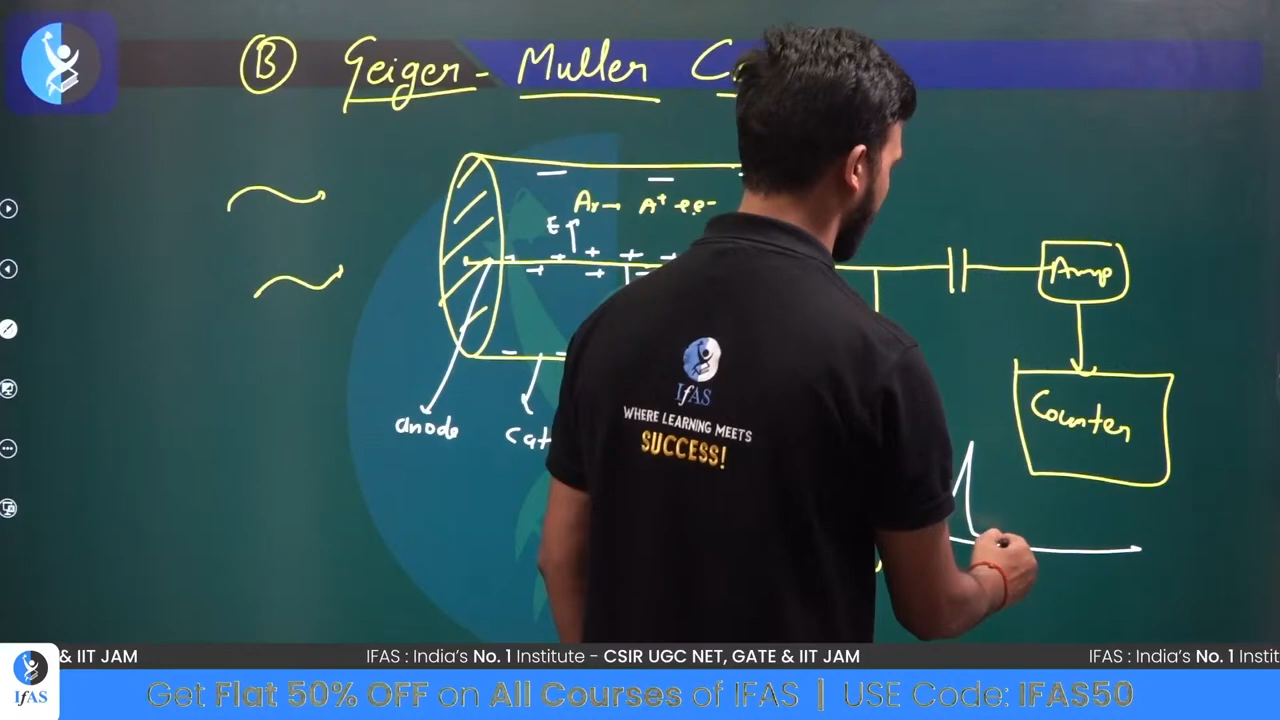 B Geiger - Muller
Ar → A⁺ + e⁻
E
+ + + +
anode
Cat
Amp
Counter
IfAS
WHERE LEARNING MEETS
SUCCESS!
& IIT JAM
IFAS : India's No. 1 Institute - CSIR UGC NET, GATE & IIT JAM
IFAS : India's No. 1 Instit
IfAS
Get Flat 50% OFF on All Courses of IFAS | USE Code: IFAS50